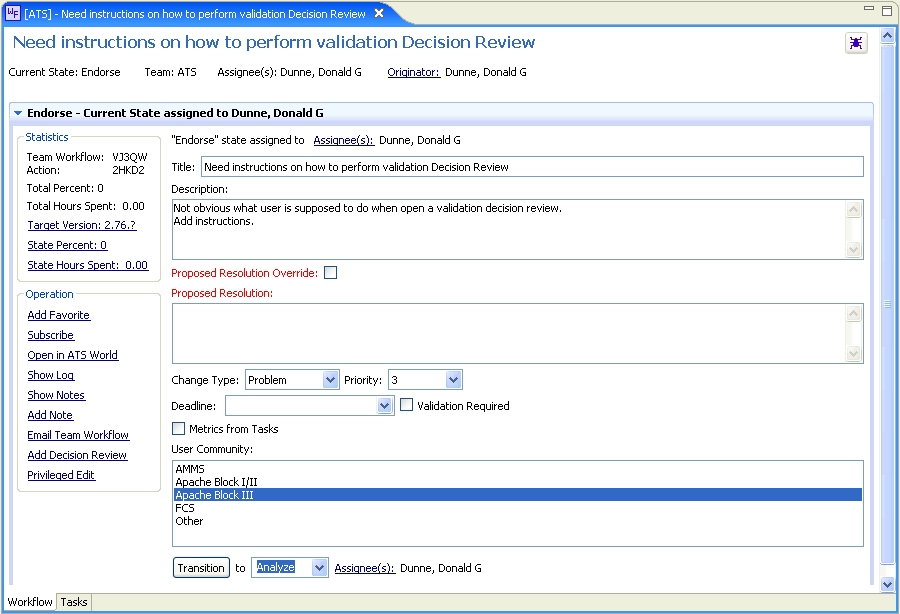 [ATS] - Need instructions on how to perform validation Decision Review
Need instructions on how to perform validation Decision Review
Current State: Endorse Team: ATS Assignee(s): Dunne, Donald G Originator: Dunne, Donald G
Endorse - Current State assigned to Dunne, Donald G
Statistics
Team Workflow: VJ3QW
Action: 2HKD2
Total Percent: 0
Total Hours Spent: 0.00
Target Version: 2.76.?
State Percent: 0
State Hours Spent: 0.00
Operation
Add Favorite
Subscribe
Open in ATS World
Show Log
Show Notes
Add Note
Email Team Workflow
Add Decision Review
Privileged Edit
"Endorse" state assigned to Assignee(s): Dunne, Donald G
Title: Need instructions on how to perform validation Decision Review
Description:
Not obvious what user is supposed to do when open a validation decision review.
Add instructions.
Proposed Resolution Override:
Proposed Resolution:
Change Type: Problem Priority: 3
Deadline: Validation Required
Metrics from Tasks
User Community:
AMMS
Apache Block I/II
Apache Block III
FCS
Other
Transition to Analyze Assignee(s): Dunne, Donald G
Workflow Tasks